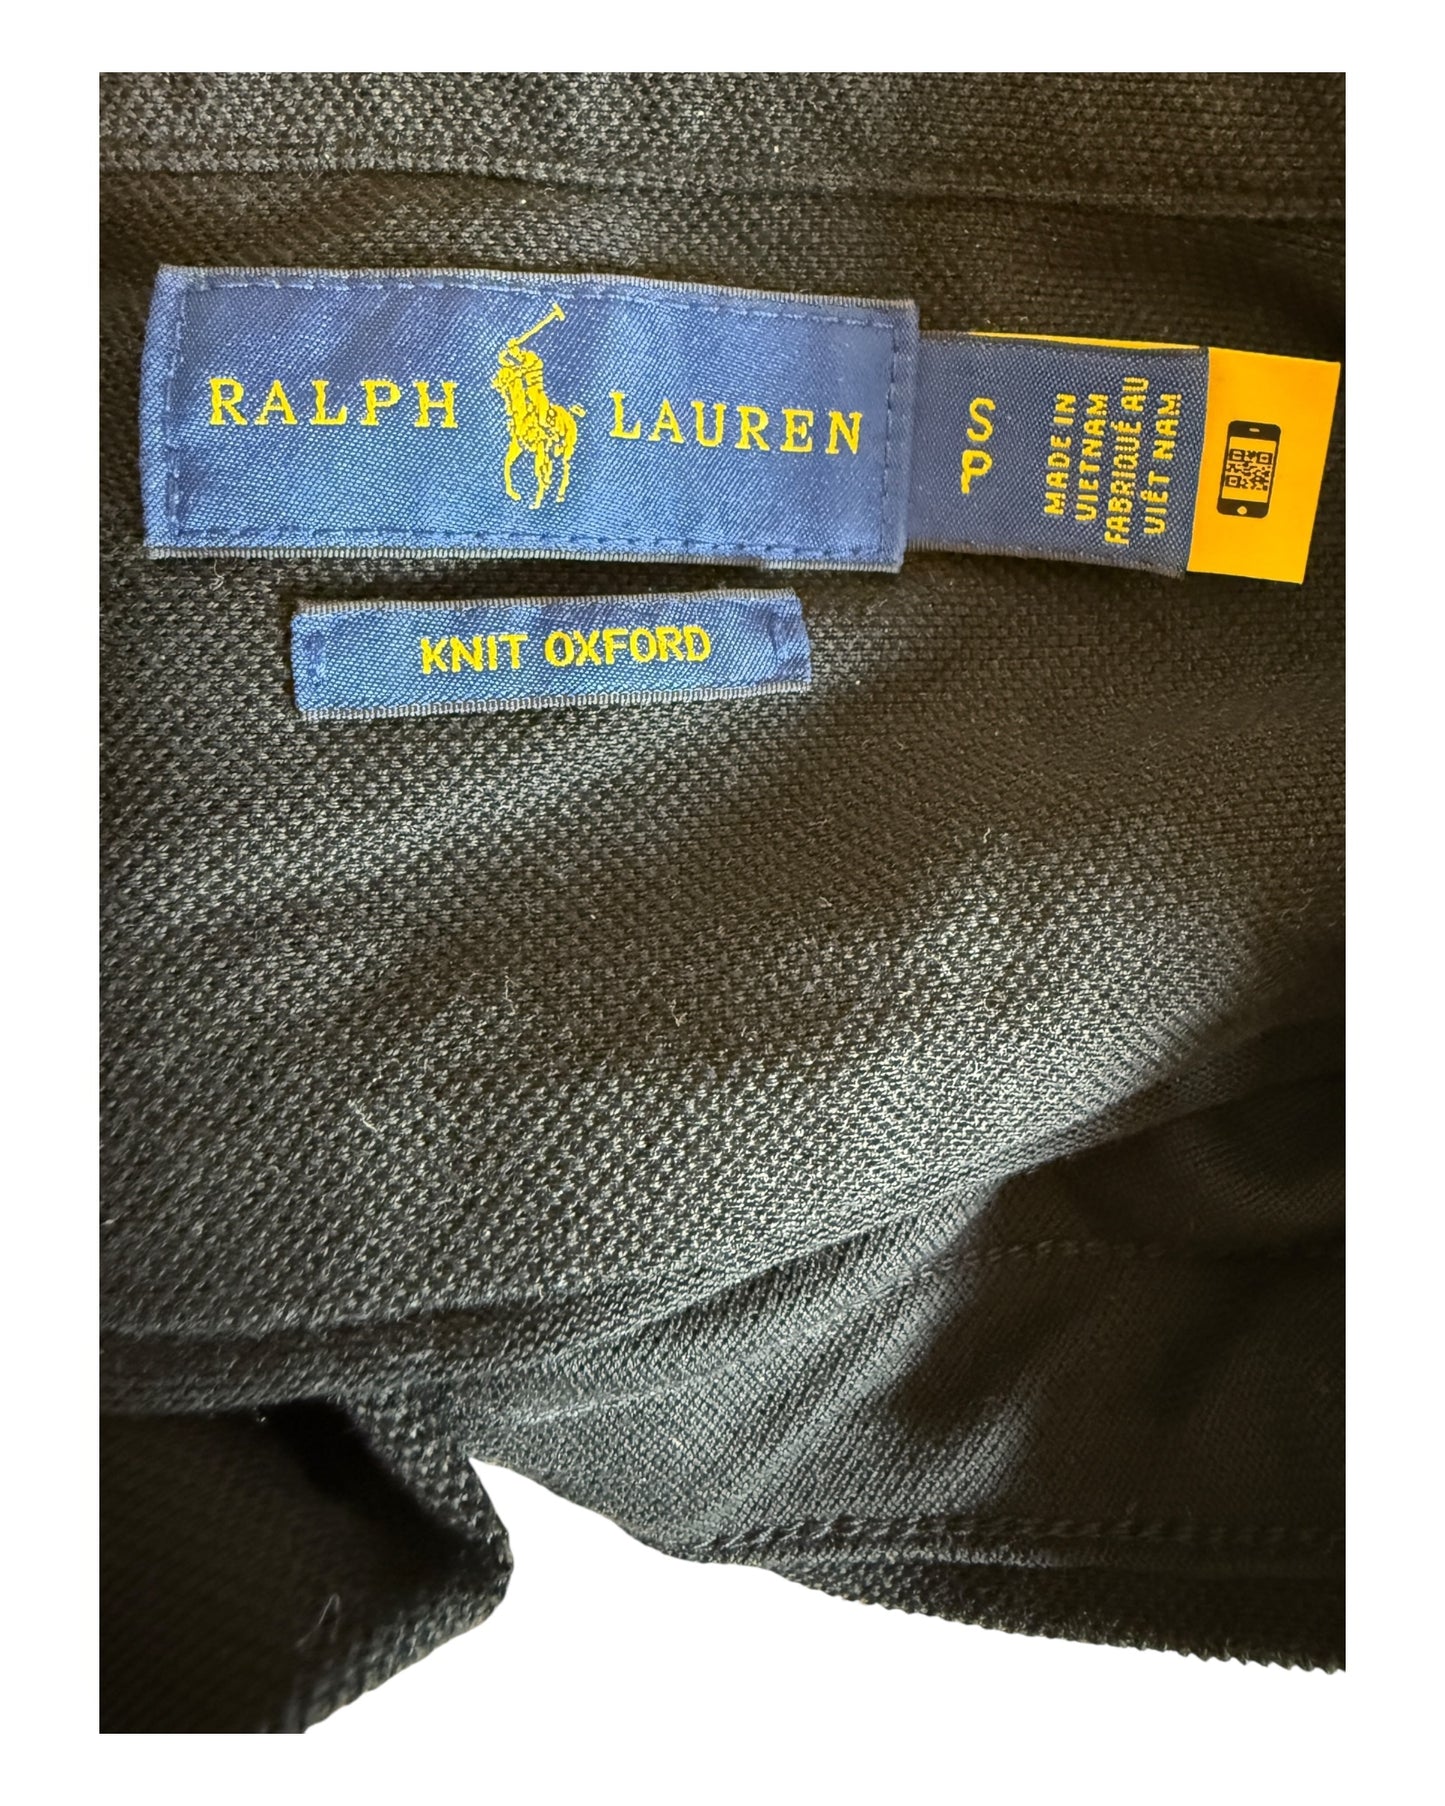 RALPH LAUREN
S
P
MADE IN
VIETNAM
FABRIQUÉ AU
VIÊT NAM
KNIT OXFORD